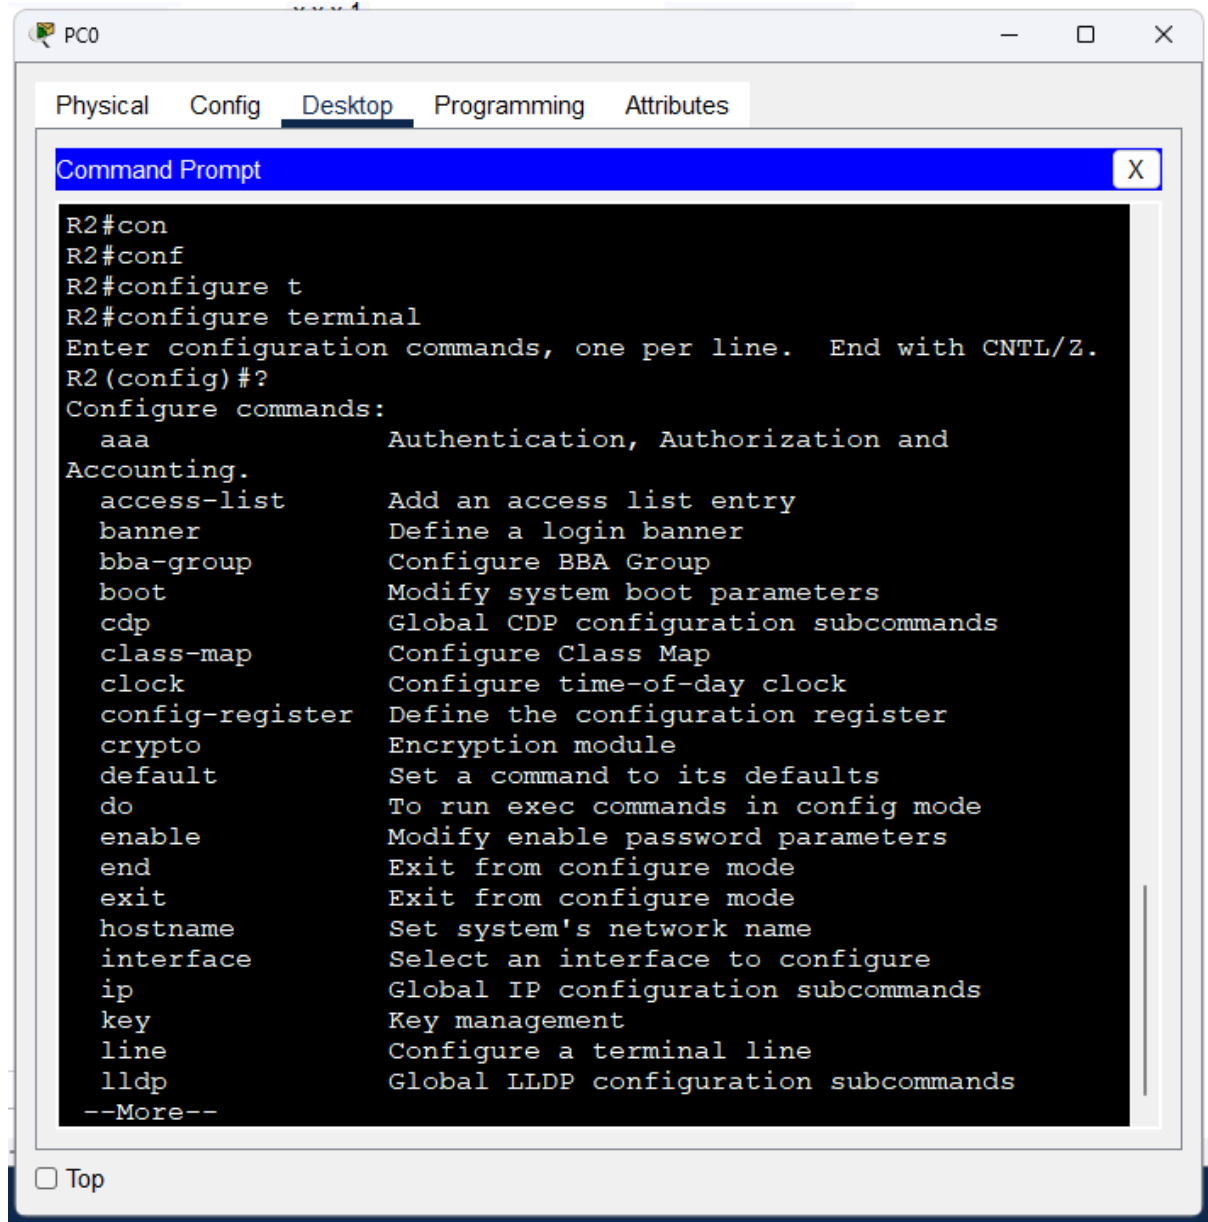 PC0
Physical Config Desktop Programming Attributes
Command Prompt X
R2#con
R2#conf
R2#configure t
R2#configure terminal
Enter configuration commands, one per line.  End with CNTL/Z.
R2(config)#?
Configure commands:
  aaa              Authentication, Authorization and
Accounting.
  access-list      Add an access list entry
  banner           Define a login banner
  bba-group        Configure BBA Group
  boot             Modify system boot parameters
  cdp              Global CDP configuration subcommands
  class-map        Configure Class Map
  clock            Configure time-of-day clock
  config-register  Define the configuration register
  crypto           Encryption module
  default          Set a command to its defaults
  do               To run exec commands in config mode
  enable           Modify enable password parameters
  end              Exit from configure mode
  exit             Exit from configure mode
  hostname         Set system's network name
  interface        Select an interface to configure
  ip               Global IP configuration subcommands
  key              Key management
  line             Configure a terminal line
  lldp             Global LLDP configuration subcommands
 --More--
Top